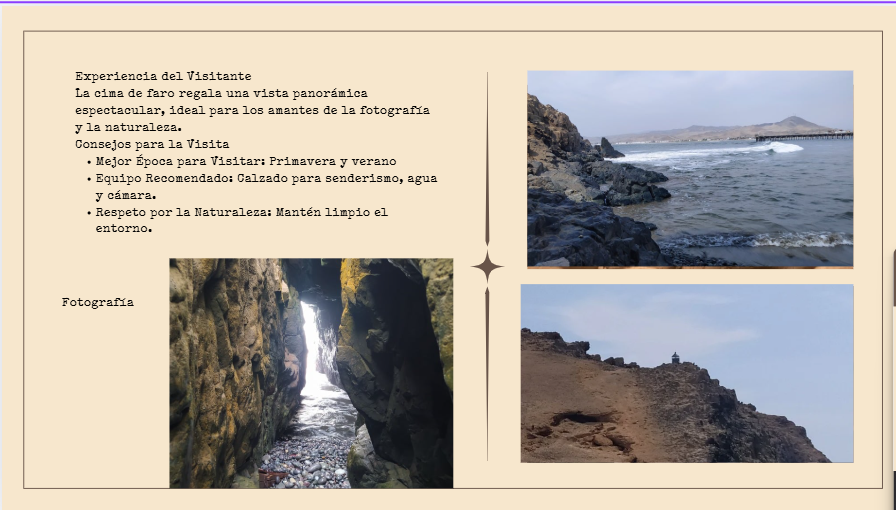 Experiencia del Visitante
La cima de faro regala una vista panorámica
espectacular, ideal para los amantes de la fotografía
y la naturaleza.
Consejos para la Visita
• Mejor Época para Visitar: Primavera y verano
• Equipo Recomendado: Calzado para senderismo, agua
y cámara.
• Respeto por la Naturaleza: Mantén limpio el
entorno.
Fotografía